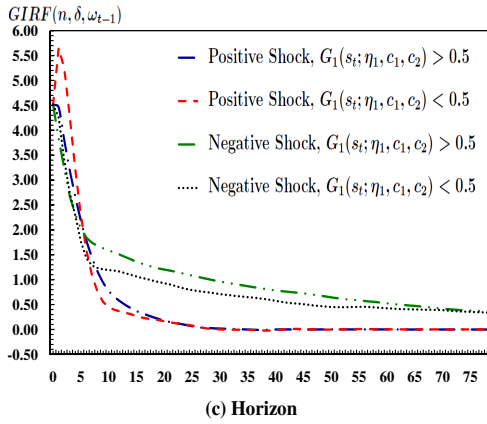 GIRF(n, δ, ω_{t−1})
6.00
5.50
5.00
4.50
4.00
3.50
3.00
2.50
2.00
1.50
1.00
0.50
0.00
-0.50
Positive Shock, G_1(s_t; η_1, c_1, c_2) > 0.5
Positive Shock, G_1(s_t; η_1, c_1, c_2) < 0.5
Negative Shock, G_1(s_t; η_1, c_1, c_2) > 0.5
Negative Shock, G_1(s_t; η_1, c_1, c_2) < 0.5
0 5 10 15 20 25 30 35 40 45 50 55 60 65 70 75
(c) Horizon